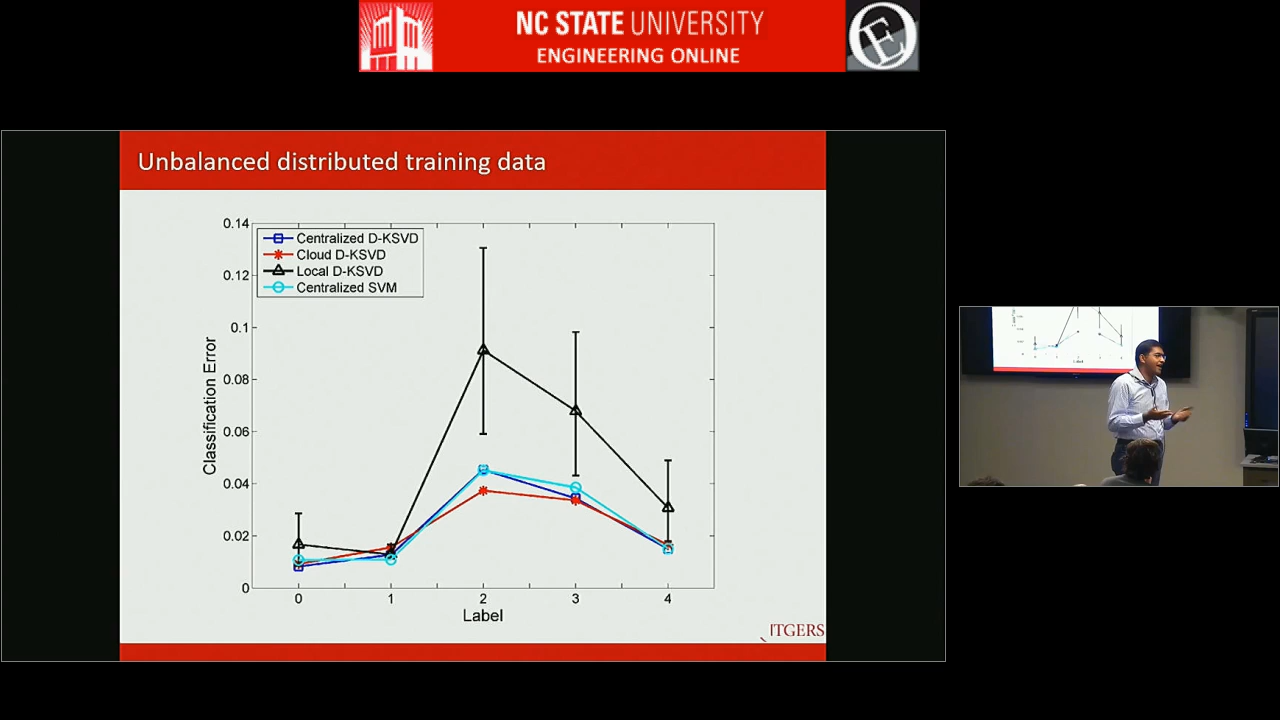 NC STATE UNIVERSITY
ENGINEERING ONLINE
Unbalanced distributed training data
Centralized D-KSVD
Cloud D-KSVD
Local D-KSVD
Centralized SVM
0.14
0.12
0.1
0.08
0.06
0.04
0.02
0
Classification Error
0 1 2 3 4
Label